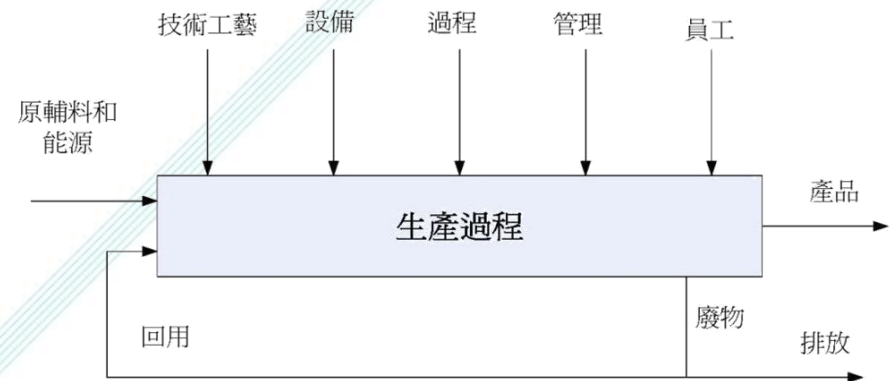 技術工藝
設備
過程
管理
員工
原輔料和
能源
產品
生產過程
廢物
回用
排放